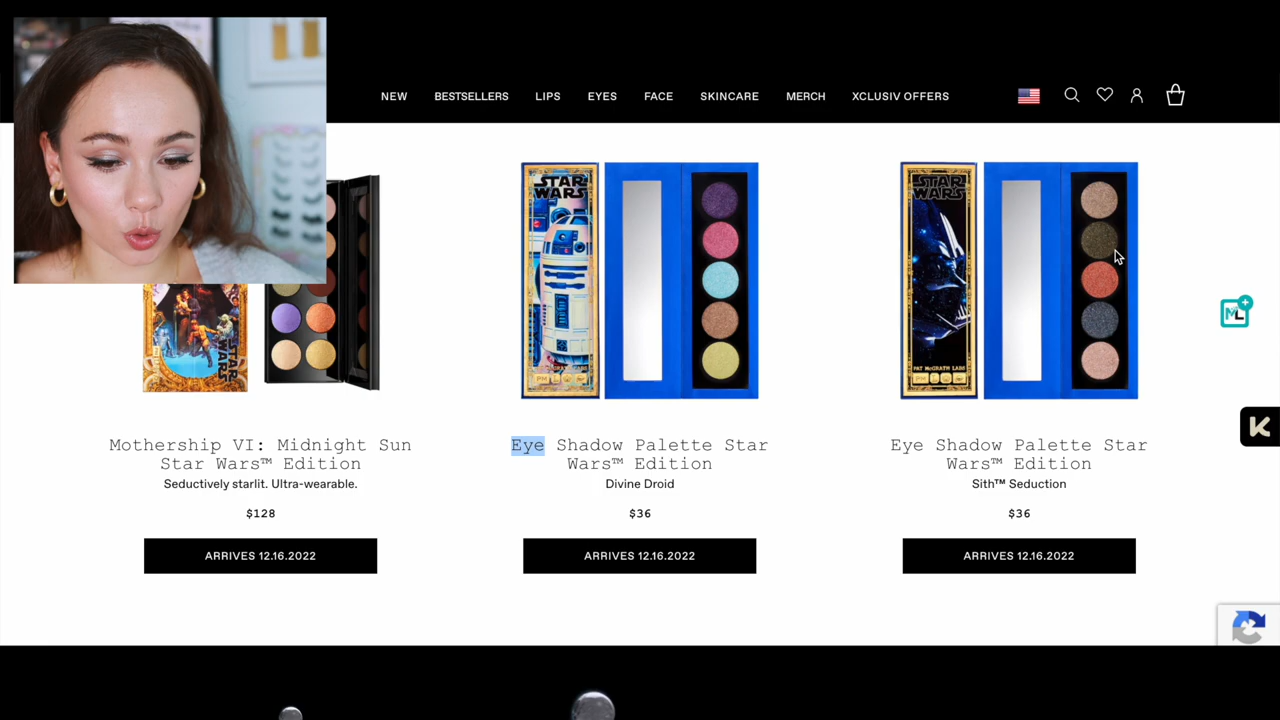 NEW BESTSELLERS LIPS EYES FACE SKINCARE MERCH XCLUSIV OFFERS
STAR
WARS
STAR
WARS
STAR
WARS
PAT McGRATH LABS
Mothership VI: Midnight Sun
Star Wars™ Edition
Seductively starlit. Ultra-wearable.
$128
ARRIVES 12.16.2022
Eye Shadow Palette Star
Wars™ Edition
Divine Droid
$36
ARRIVES 12.16.2022
Eye Shadow Palette Star
Wars™ Edition
Sith™ Seduction
$36
ARRIVES 12.16.2022
ML
K